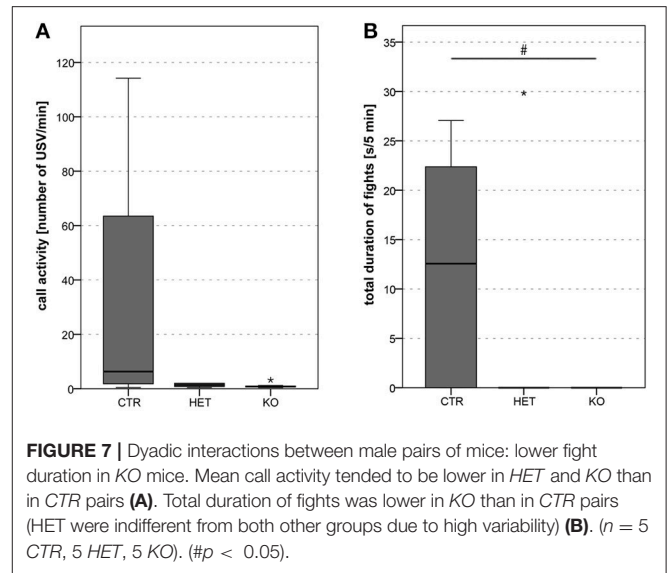 A
call activity [number of USV/min]
120
100
80
60
40
20
0
*
CTR HET KO
B
total duration of fights [s/5 min]
35
30
25
20
15
10
5
0
#
*
CTR HET KO
FIGURE 7 | Dyadic interactions between male pairs of mice: lower fight
duration in KO mice. Mean call activity tended to be lower in HET and KO than
in CTR pairs (A). Total duration of fights was lower in KO than in CTR pairs
(HET were indifferent from both other groups due to high variability) (B). (n = 5
CTR, 5 HET, 5 KO). (#p < 0.05).